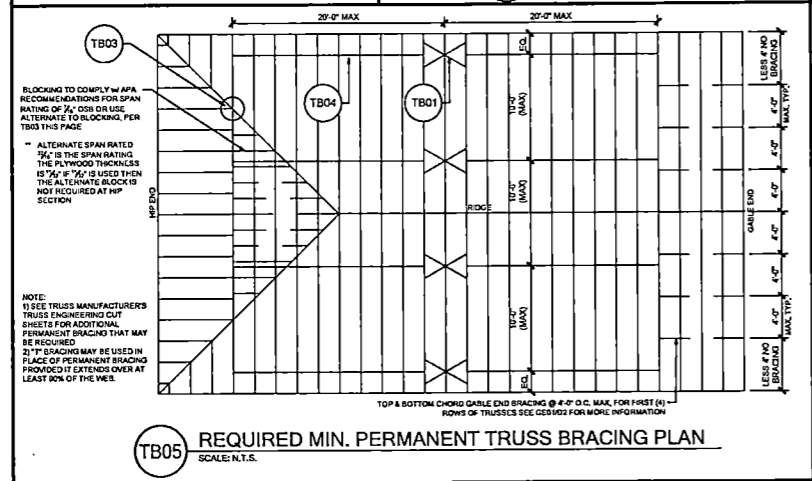 20'-0" MAX
20'-0" MAX
TB03
TB04
TB01
BLOCKING TO COMPLY w/ APA
RECOMMENDATIONS FOR SPAN
OSB OR USE
ALTERNATE TO BLOCKING, PER
TB03 THIS PAGE
** ALTERNATE SPAN RATED
IS THE SPAN RATING
THE PLYWOOD THICKNESS
IS USED THEN
THE ALTERNATE BLOCK IS
NOT REQUIRED AT HIP
SECTION
HIP END
RIDGE
GABLE END
EQ.
10'-0"
(MAX)
10'-0"
(MAX)
10'-0"
(MAX)
EQ.
LESS 4' NO
BRACING
4'-0"
MAX, TYP.
4'-0"
4'-0"
4'-0"
4'-0"
4'-0"
MAX, TYP.
LESS 4' NO
BRACING
NOTE:
1) SEE TRUSS MANUFACTURER'S
TRUSS ENGINEERING CUT
SHEETS FOR ADDITIONAL
PERMANENT BRACING THAT MAY
BE REQUIRED
2) "T" BRACING MAY BE USED IN
PLACE OF PERMANENT BRACING
PROVIDED IT EXTENDS OVER AT
LEAST 90% OF THE WEB.
TOP & BOTTOM CHORD GABLE END BRACING @ 4'-0" O.C. MAX, FOR FIRST (4)
ROWS OF TRUSSES SEE FOR MORE INFORMATION
TB05
REQUIRED MIN. PERMANENT TRUSS BRACING PLAN
SCALE: N.T.S.